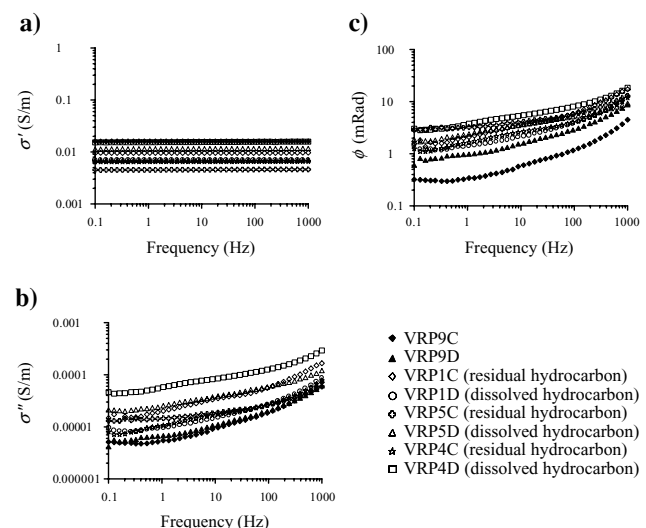 a)
1
0.1
0.01
0.001
σ′ (S/m)
0.1 1 10 100 1000
Frequency (Hz)
c)
100
10
1
0.1
ϕ (mRad)
0.1 1 10 100 1000
Frequency (Hz)
b)
0.001
0.0001
0.00001
0.000001
σ″ (S/m)
0.1 1 10 100 1000
Frequency (Hz)
VRP9C
VRP9D
VRP1C (residual hydrocarbon)
VRP1D (dissolved hydrocarbon)
VRP5C (residual hydrocarbon)
VRP5D (dissolved hydrocarbon)
VRP4C (residual hydrocarbon)
VRP4D (dissolved hydrocarbon)